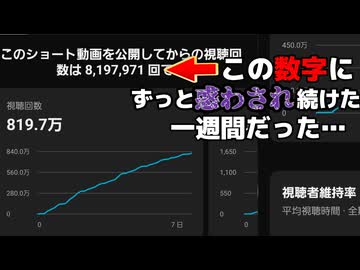 このショート動画を公開してからの視聴回
数は 8,197,971 回で
この数字に
ずっと惑わされ続けた
一週間だった…
視聴回数
819.7万
840.0万
560.0万
280.0万
0
0
7 日
1,650
1,100
550
0
0
450.0万
0
視聴者維持率
平均視聴時間・全期